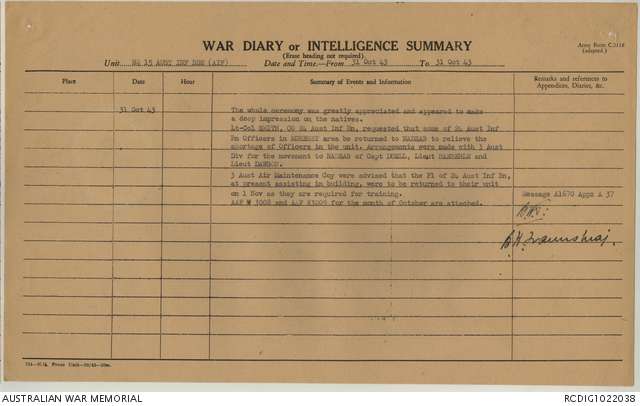 WAR DIARY or INTELLIGENCE SUMMARY
Army Form C.2118
(adapted.)
(Erase heading not required)
Unit HQ 15 AUST INF BDE (AIF) Date and Time.—From 31 Oct 43 To 31 Oct 43
Place Date Hour Summary of Events and Information Remarks and references to
Appendices, Diaries, &c.
31 Oct 43 The whole ceremony was greatly appreciated and appeared to make
a deep impression on the natives.
Lt-Col SMITH, CO 24 Aust Inf Bn, requested that some of 24 Aust Inf
Bn Officers in MORESBY area be returned to NADZAB to relieve the
shortage of Officers in the unit. Arrangements were made with 3 Aust
Div for the movement to NADZAB of Capt Lieut and
Lieut DAWSON.
3 Aust Air Maintenance Coy were advised that the Pl of 24 Aust Inf Bn,
at present assisting in building, were to be returned to their unit
on 1 Nov as they are required for training. Message A1670 Appx A 37
AAF W 3008 and AAF A3009 for the month of October are attached.
AUSTRALIAN WAR MEMORIAL
RCDIG1022038